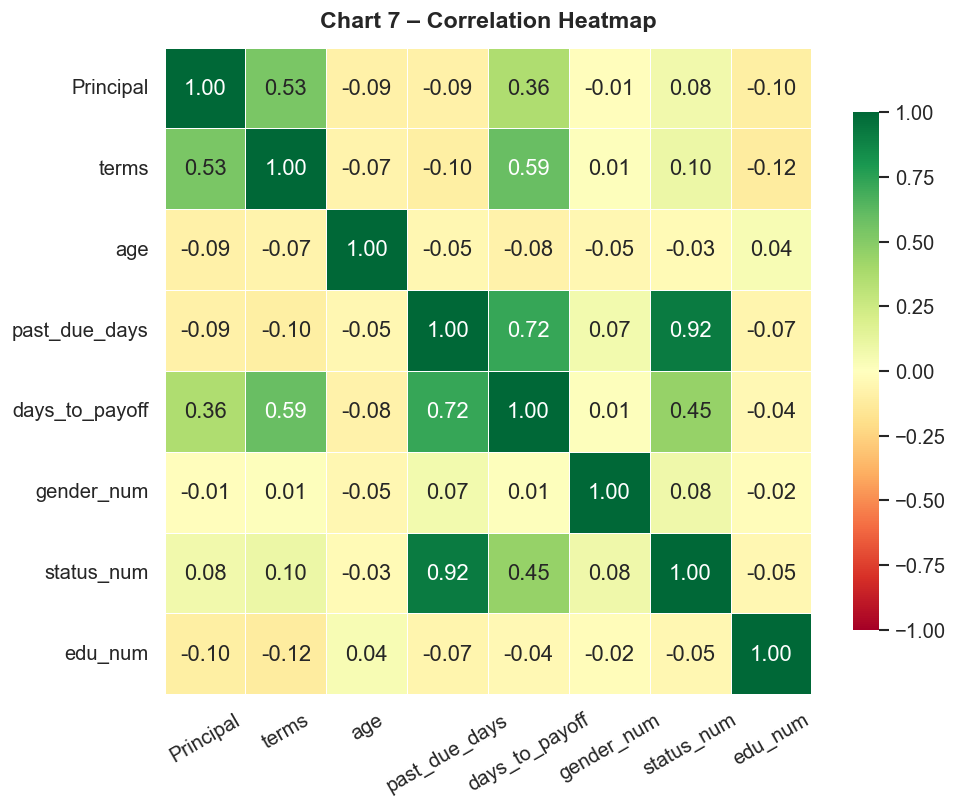 Chart 7 – Correlation Heatmap
Principal 1.00 0.53 -0.09 -0.09 0.36 -0.01 0.08 -0.10
terms 0.53 1.00 -0.07 -0.10 0.59 0.01 0.10 -0.12
age -0.09 -0.07 1.00 -0.05 -0.08 -0.05 -0.03 0.04
past_due_days -0.09 -0.10 -0.05 1.00 0.72 0.07 0.92 -0.07
days_to_payoff 0.36 0.59 -0.08 0.72 1.00 0.01 0.45 -0.04
gender_num -0.01 0.01 -0.05 0.07 0.01 1.00 0.08 -0.02
status_num 0.08 0.10 -0.03 0.92 0.45 0.08 1.00 -0.05
edu_num -0.10 -0.12 0.04 -0.07 -0.04 -0.02 -0.05 1.00
Principal terms age past_due_days days_to_payoff gender_num status_num edu_num
1.00
0.75
0.50
0.25
0.00
−0.25
−0.50
−0.75
−1.00